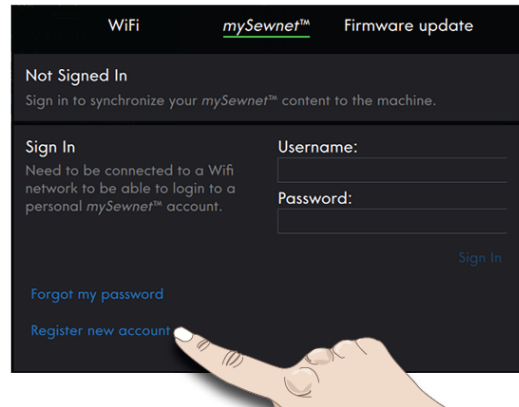 WiFi mySewnet™ Firmware update
Not Signed In
Sign in to synchronize your mySewnet™ content to the machine.
Sign In
Need to be connected to a Wifi
network to be able to login to a
personal mySewnet™ account.
Username:
Password:
Sign In
Forgot my password
Register new account